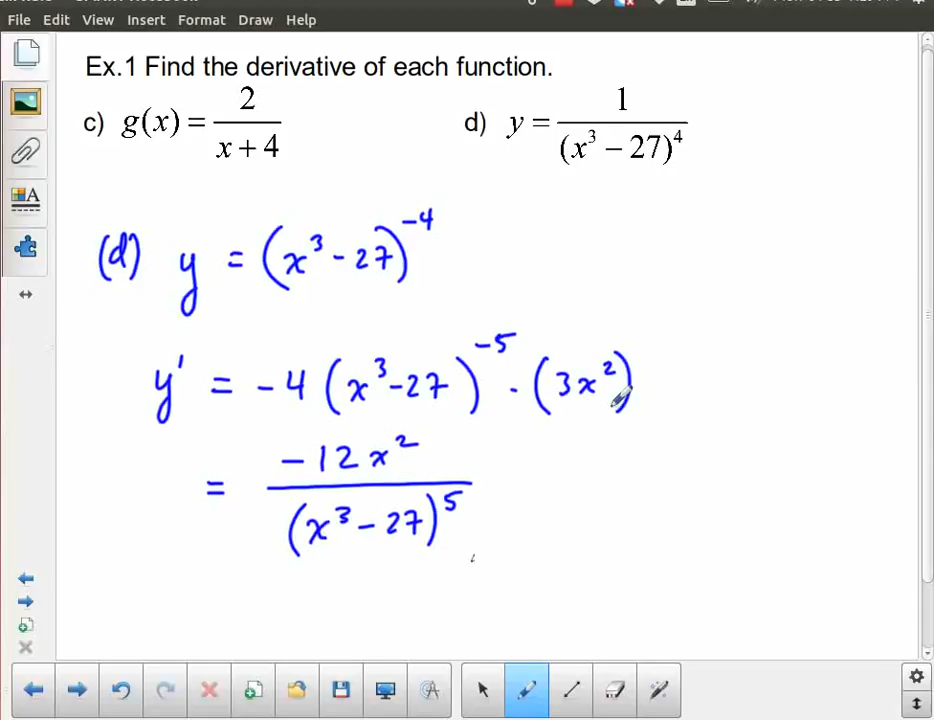 File Edit View Insert Format Draw Help
Ex.1 Find the derivative of each function.
c) g(x) = 2/(x + 4)
d) y = 1/(x³ − 27)⁴
(d) y = (x³ - 27)⁻⁴
y' = -4 (x³ - 27)⁻⁵ · (3x²)
= -12x²/(x³ - 27)⁵